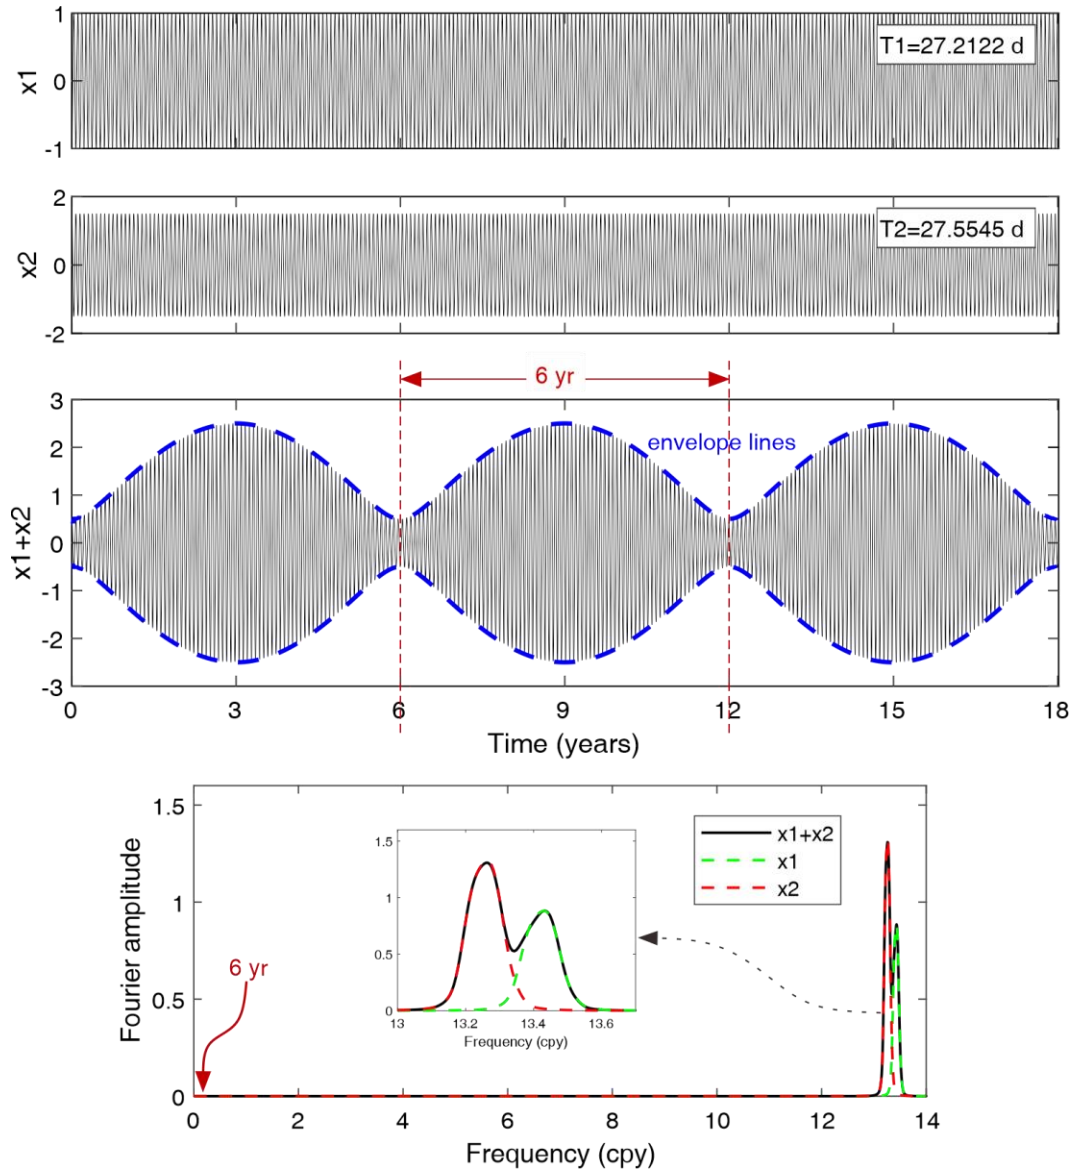 1
0
-1
x1
T1=27.2122 d
2
0
-2
x2
T2=27.5545 d
6 yr
3
2
1
0
-1
-2
-3
x1+x2
envelope lines
0 3 6 9 12 15 18
Time (years)
1.5
1
0.5
0
Fourier amplitude
6 yr
1.5
1
0.5
0
13 13.2 13.4 13.6
Frequency (cpy)
x1+x2
x1
x2
0 2 4 6 8 10 12 14
Frequency (cpy)